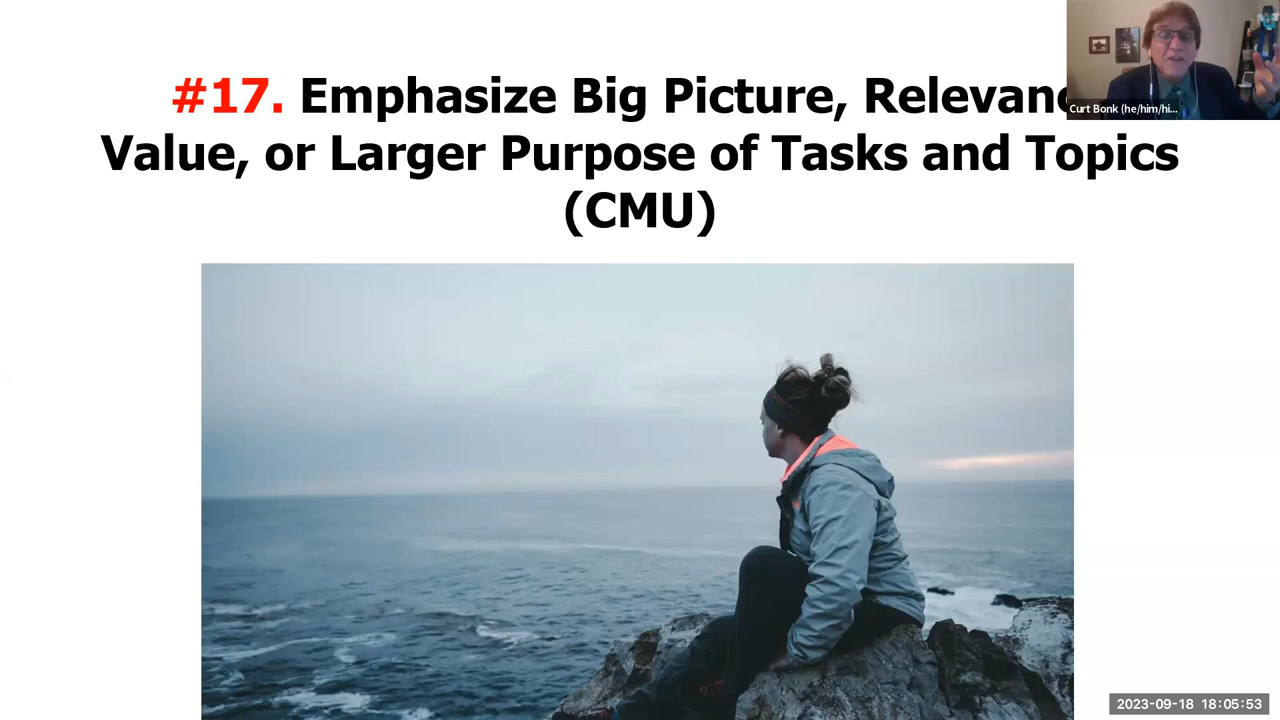 #17. Emphasize Big Picture, Relevanc
Value, or Larger Purpose of Tasks and Topics
(CMU)
Curt Bonk (he/him/hi...
2023-09-18 18:05:53